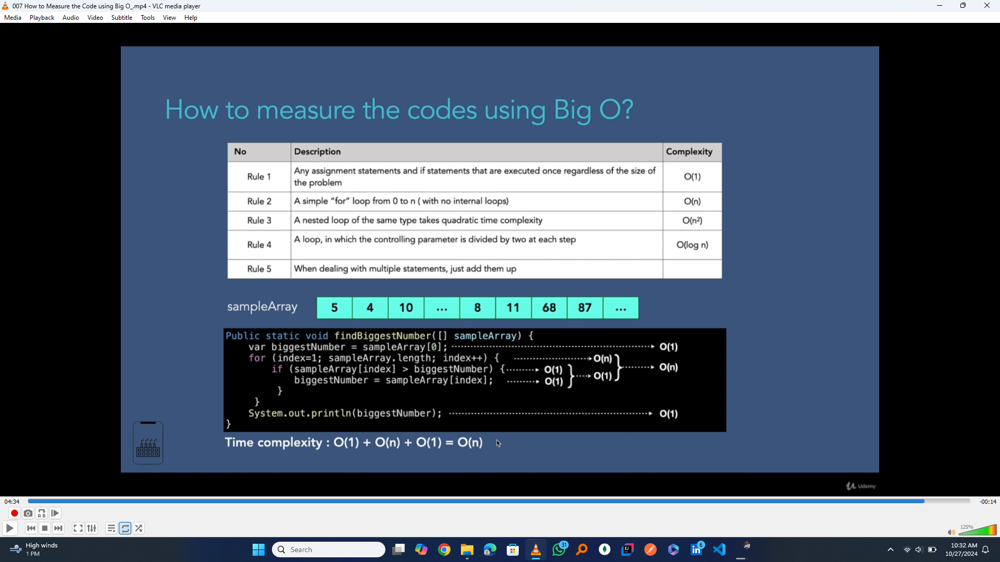 007 How to Measure the Code using Big O_.mp4 - VLC media player
Media Playback Audio Video Subtitle Tools View Help
How to measure the codes using Big O?
No Description Complexity
Rule 1 Any assignment statements and if statements that are executed once regardless of the size of the problem O(1)
Rule 2 A simple “for” loop from 0 to n ( with no internal loops) O(n)
Rule 3 A nested loop of the same type takes quadratic time complexity O(n²)
Rule 4 A loop, in which the controlling parameter is divided by two at each step O(log n)
Rule 5 When dealing with multiple statements, just add them up
sampleArray 5 4 10 ... 8 11 68 87 ...
Public static void findBiggestNumber([] sampleArray) {
var biggestNumber = sampleArray[0]; O(1)
for (index=1; sampleArray.length; index++) { O(n)
if (sampleArray[index] > biggestNumber) { O(1) O(n)
biggestNumber = sampleArray[index]; O(1) O(1)
}
}
System.out.println(biggestNumber); O(1)
}
Time complexity : O(1) + O(n) + O(1) = O(n)
Udemy
04:34 -00:14
125%
High winds
1 PM
Search
31
6
10:32 AM
10/27/2024